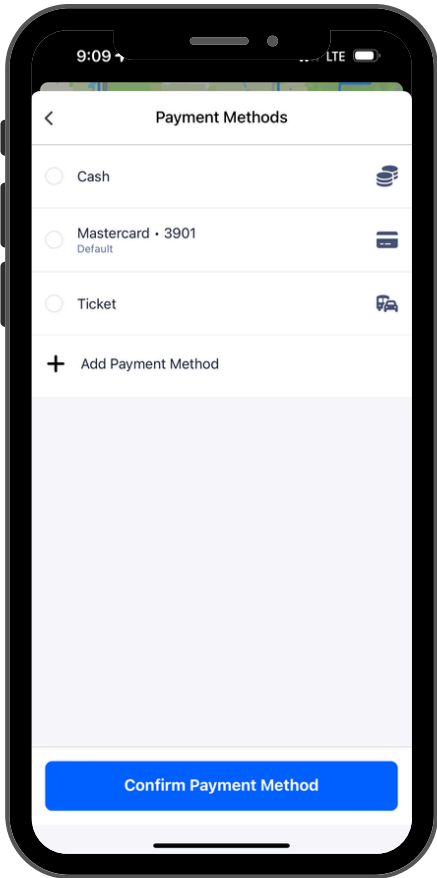 9:09
LTE
Payment Methods
Cash
Mastercard • 3901
Default
Ticket
Add Payment Method
Confirm Payment Method